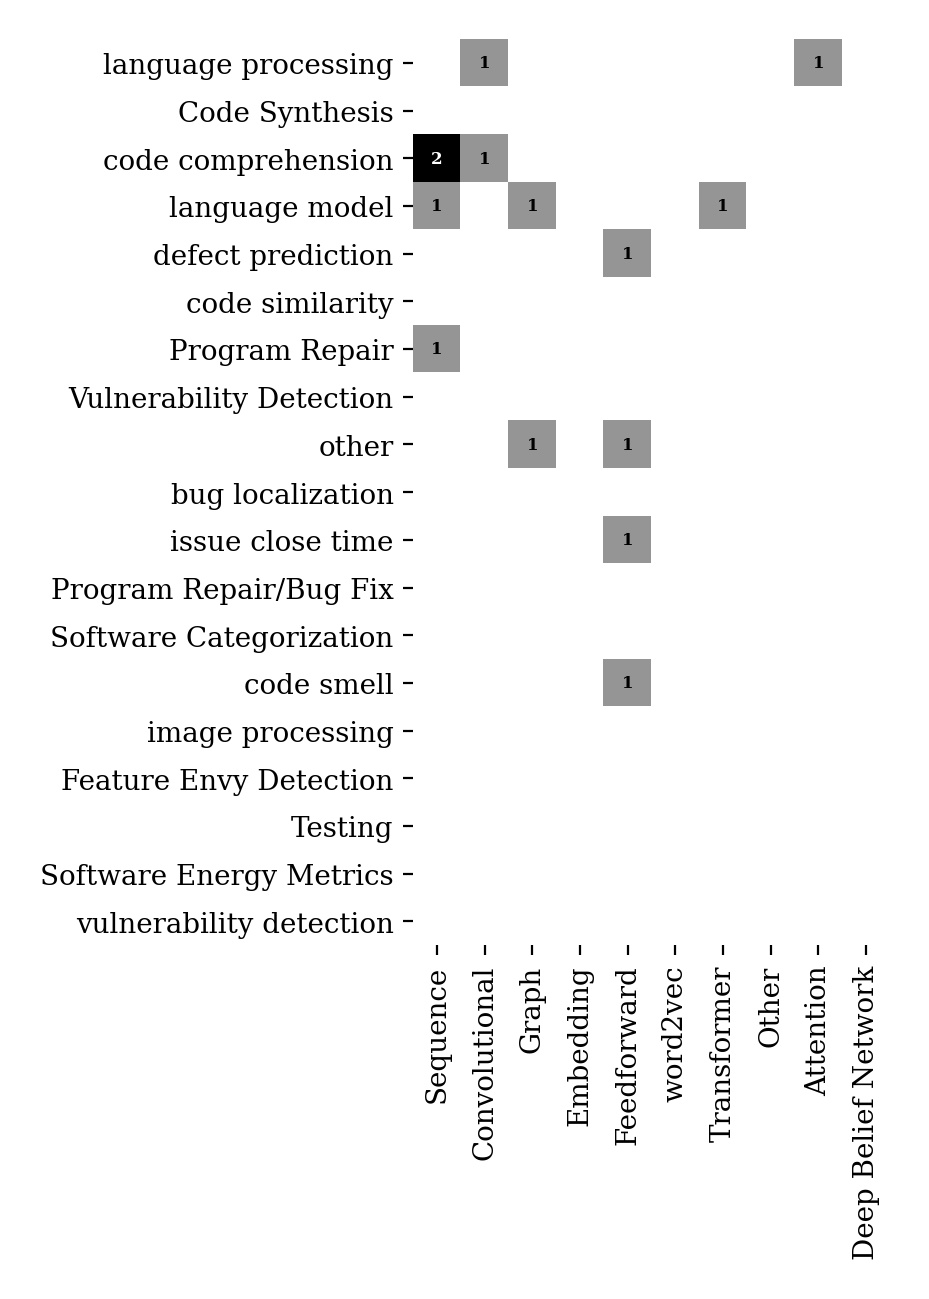 language processing 1 1
Code Synthesis
code comprehension 2 1
language model 1 1 1
defect prediction 1
code similarity
Program Repair 1
Vulnerability Detection
other 1 1
bug localization
issue close time 1
Program Repair/Bug Fix
Software Categorization
code smell 1
image processing
Feature Envy Detection
Testing
Software Energy Metrics
vulnerability detection
Sequence
Convolutional
Graph
Embedding
Feedforward
word2vec
Transformer
Other
Attention
Deep Belief Network